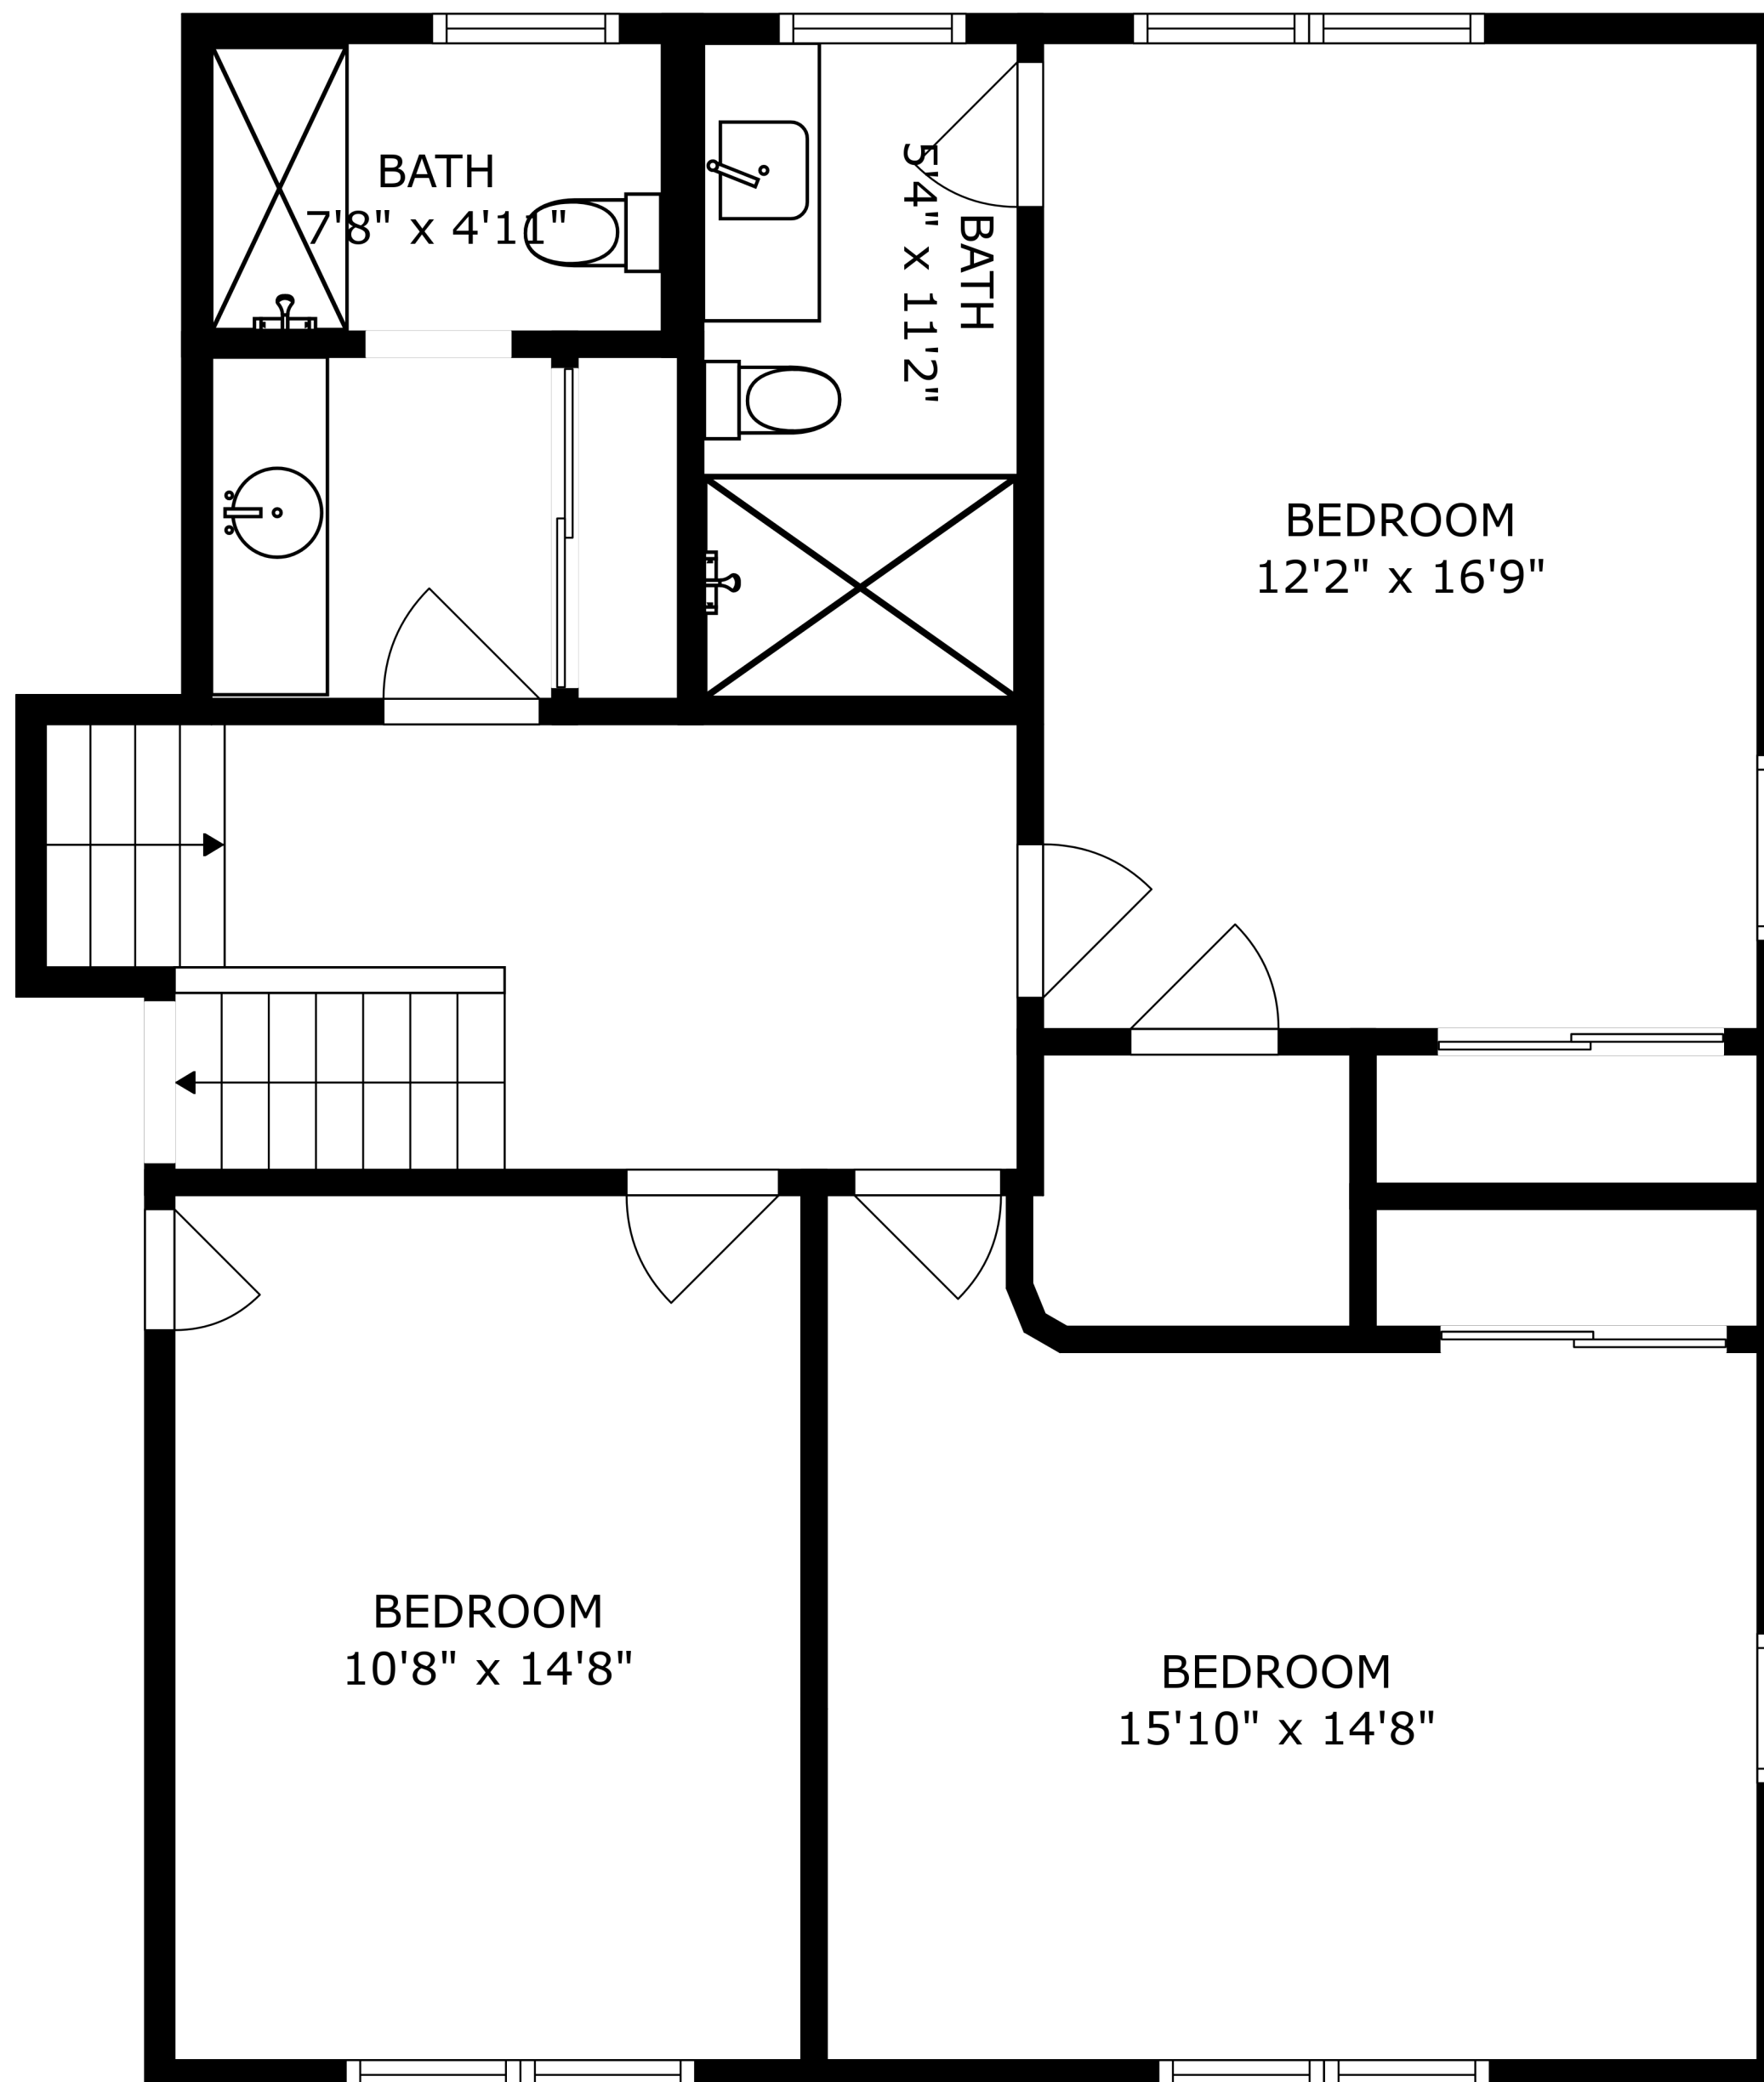 BATH
7'8" x 4'11"
BATH
5'4" x 11'2"
BEDROOM
12'2" x 16'9"
BEDROOM
10'8" x 14'8"
BEDROOM
15'10" x 14'8"